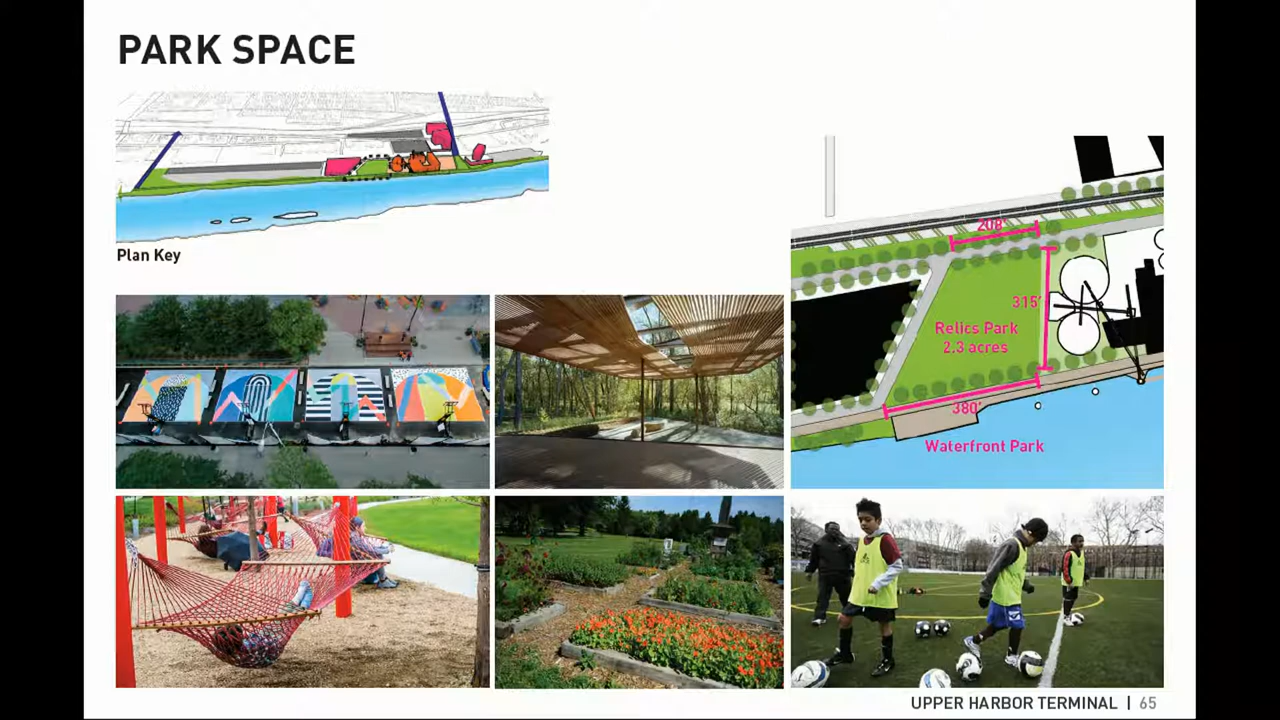 PARK SPACE
Plan Key
208'
315'
Relics Park
2.3 acres
380'
Waterfront Park
UPPER HARBOR TERMINAL | 65